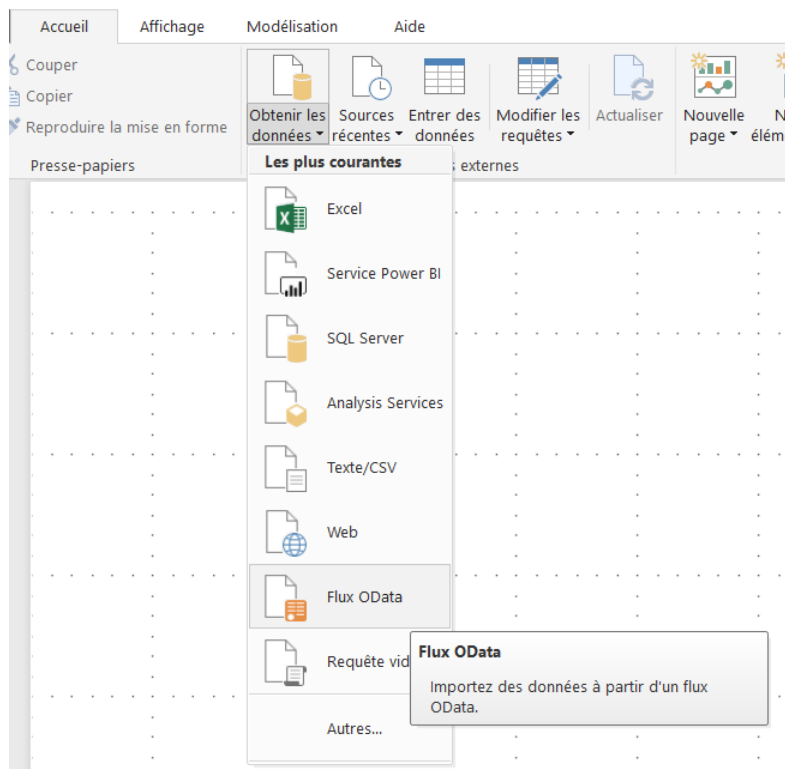 Accueil Affichage Modélisation Aide
Couper
Copier
Reproduire la mise en forme
Presse-papiers
Obtenir les
données
Sources
récentes
Entrer des
données
Modifier les
requêtes
Actualiser
Nouvelle
page
externes
Les plus courantes
Excel
Service Power BI
SQL Server
Analysis Services
Texte/CSV
Web
Flux OData
Requête vid
Autres...
Flux OData
Importez des données à partir d'un flux
OData.